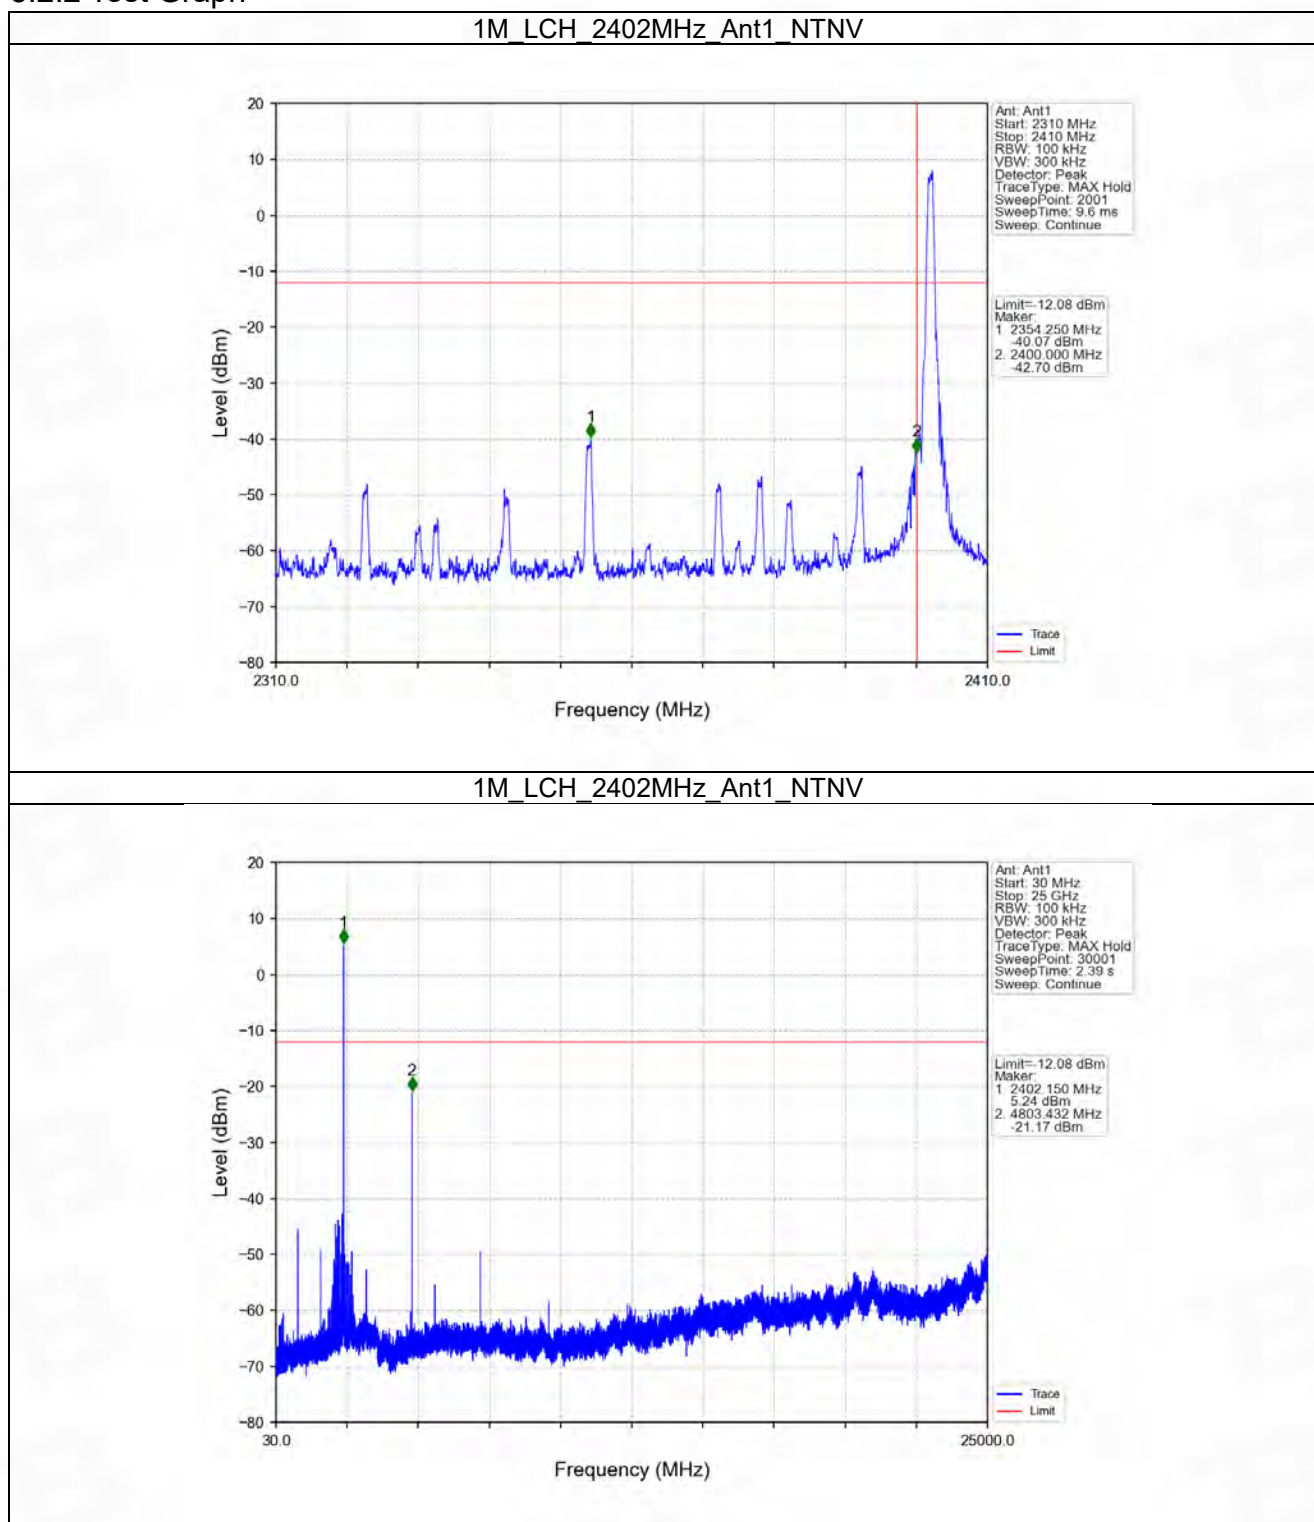 1M_LCH_2402MHz_Ant1_NTNV
20
10
0
−10
−20
−30
−40
−50
−60
−70
−80
Level (dBm)
1
2
2310.0
2410.0
Frequency (MHz)
Ant: Ant1
Start: 2310 MHz
Stop: 2410 MHz
RBW: 100 kHz
VBW: 300 kHz
Detector: Peak
TraceType: MAX Hold
SweepPoint: 2001
SweepTime: 9.6 ms
Sweep: Continue
Limit=-12.08 dBm
Maker:
1. 2354.250 MHz
-40.07 dBm
2. 2400.000 MHz
-42.70 dBm
Trace
Limit
1M_LCH_2402MHz_Ant1_NTNV
20
10
0
−10
−20
−30
−40
−50
−60
−70
−80
Level (dBm)
1
2
30.0
25000.0
Frequency (MHz)
Ant: Ant1
Start: 30 MHz
Stop: 25 GHz
RBW: 100 kHz
VBW: 300 kHz
Detector: Peak
TraceType: MAX Hold
SweepPoint: 30001
SweepTime: 2.39 s
Sweep: Continue
Limit=-12.08 dBm
Maker:
1. 2402.150 MHz
5.24 dBm
2. 4803.432 MHz
-21.17 dBm
Trace
Limit